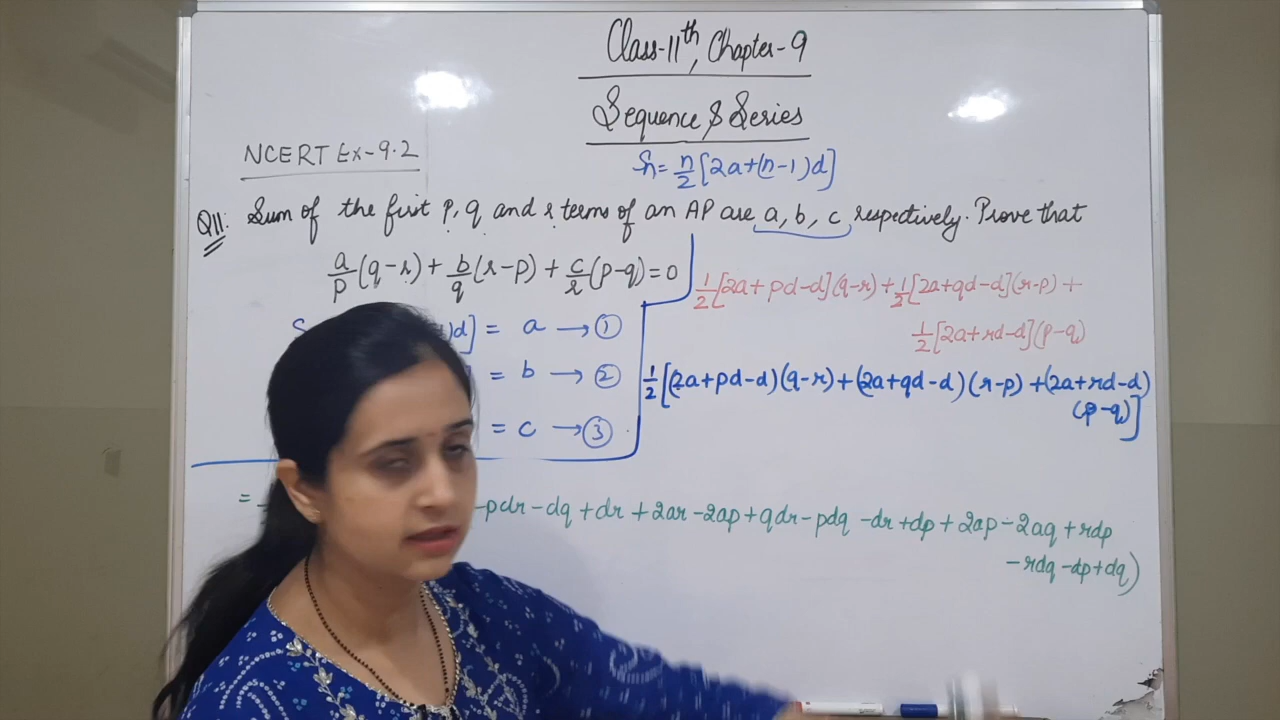 Class-11th, Chapter-9
Sequence & Series
NCERT Ex-9.2
Sn = n/2 [2a+(n-1)d]
Q11: Sum of the first p, q and r terms of an AP are a, b, c respectively. Prove that
a/p (q-r) + b/q (r-p) + c/r (p-q) = 0
1/2 [2a+pd-d](q-r) + 1/2 [2a+qd-d](r-p) +
1/2 [2a+rd-d](p-q)
S )d] = a → ①
= b → ②
= c → ③
1/2 [(2a+pd-d)(q-r)+(2a+qd-d)(r-p)+(2a+rd-d)
(p-q)]
= -pdr-dq+dr+2ar-2ap+qdr-pdq-dr+dp+2ap-2aq+rdp
-rdq-dp+dq)